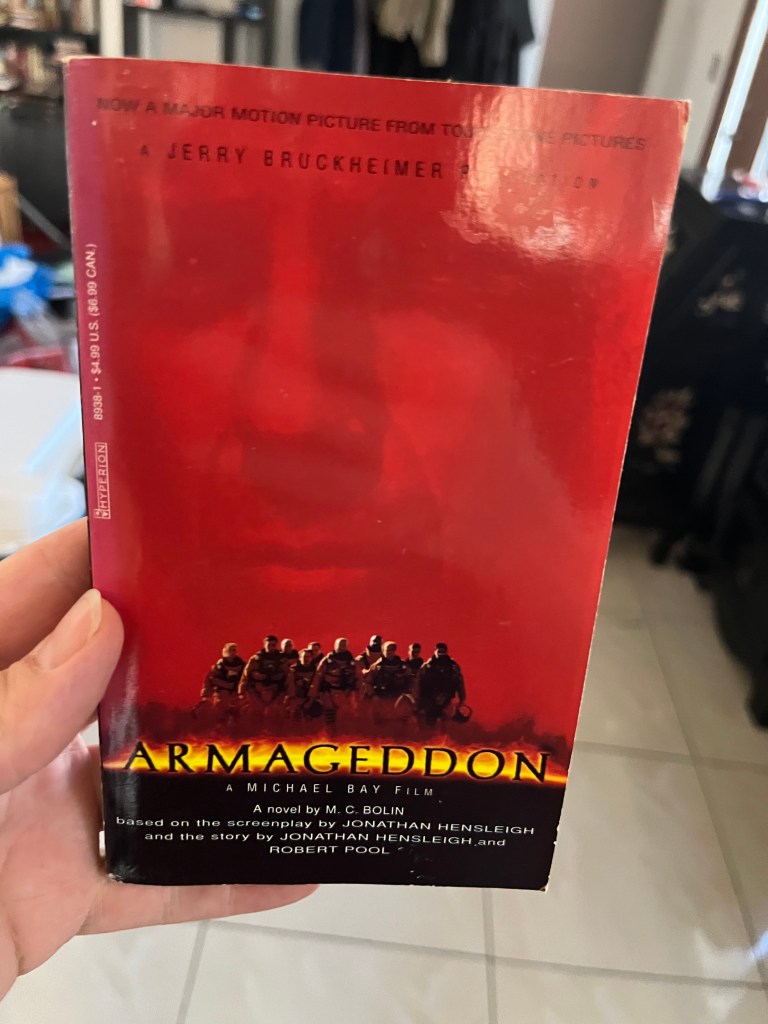 NOW A MAJOR MOTION PICTURE FROM TOUCHSTONE PICTURES
A JERRY BRUCKHEIMER PRODUCTION
8938-1 • $4.99 U.S. ($6.99 CAN.)
HYPERION
ARMAGEDDON
A MICHAEL BAY FILM
A novel by M. C. BOLIN
based on the screenplay by JONATHAN HENSLEIGH
and the story by JONATHAN HENSLEIGH and
ROBERT POOL